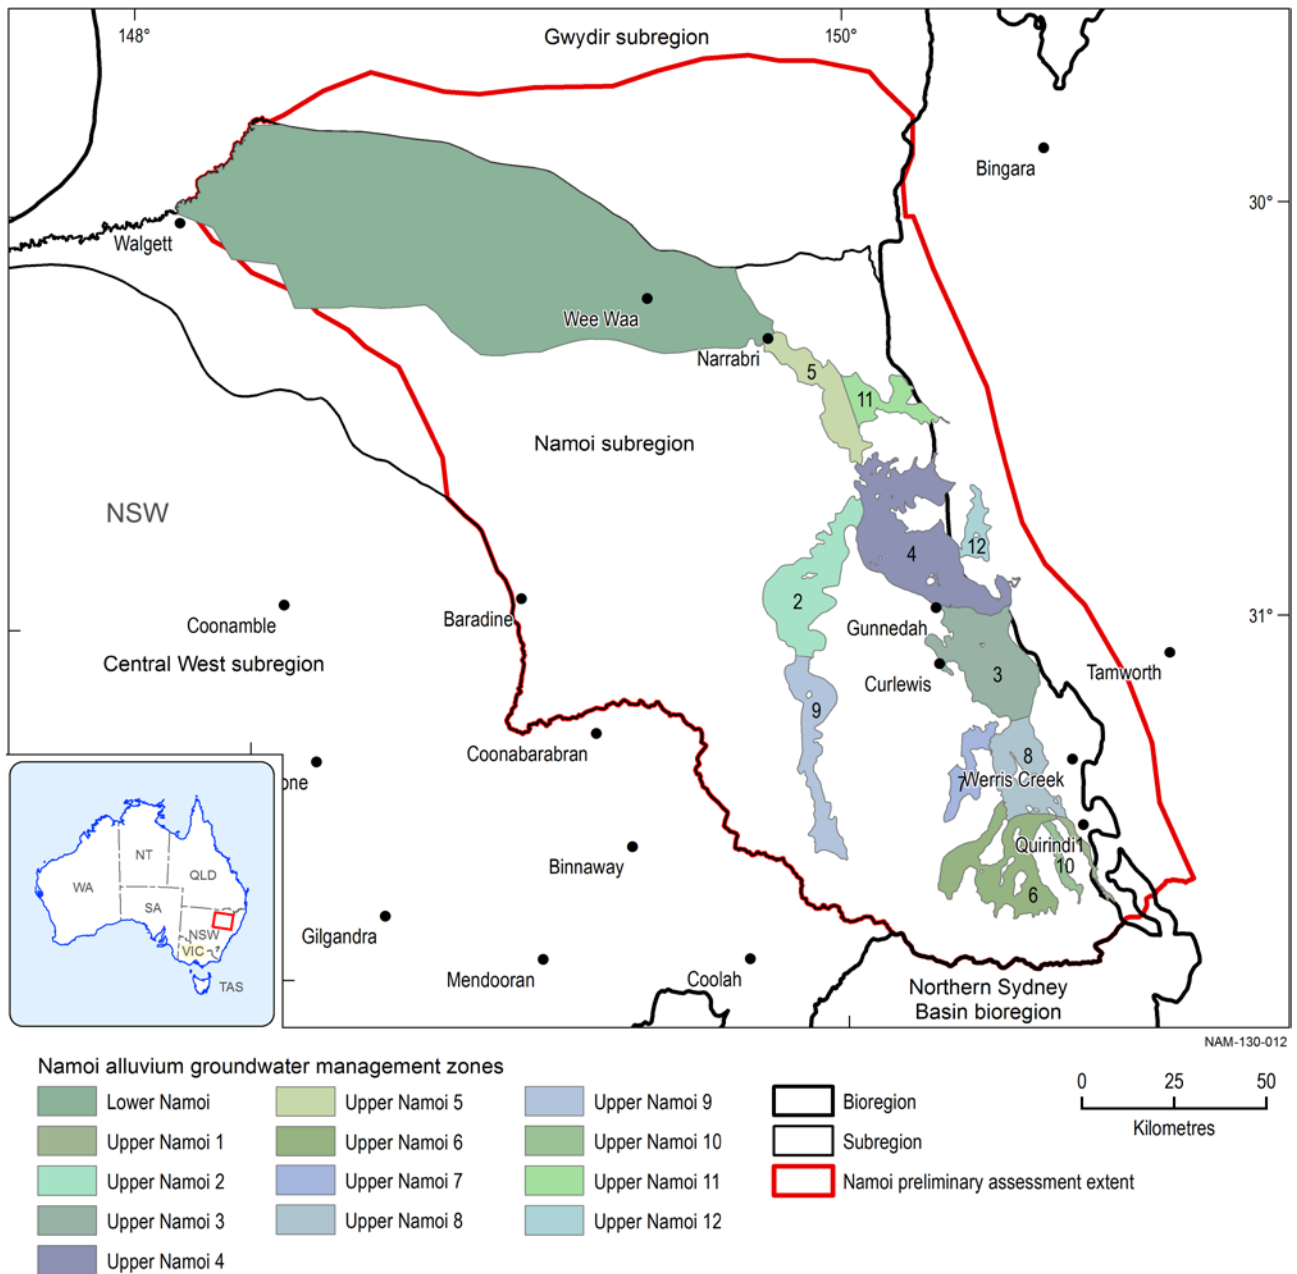 148°
150°
Gwydir subregion
Bingara
30°
Walgett
Wee Waa
Narrabri
5
11
Namoi subregion
NSW
4
12
2
Baradine
Coonamble
Gunnedah
31°
Central West subregion
Curlewis
3
Tamworth
9
Coonabarabran
8
one
7
Werris Creek
Binnaway
Quirindi
1
10
6
Gilgandra
Mendooran
Coolah
Northern Sydney
Basin bioregion
NT
QLD
WA
SA
NSW
VIC
TAS
NAM-130-012
Namoi alluvium groundwater management zones
Lower Namoi
Upper Namoi 1
Upper Namoi 2
Upper Namoi 3
Upper Namoi 4
Upper Namoi 5
Upper Namoi 6
Upper Namoi 7
Upper Namoi 8
Upper Namoi 9
Upper Namoi 10
Upper Namoi 11
Upper Namoi 12
Bioregion
Subregion
Namoi preliminary assessment extent
0 25 50
Kilometres